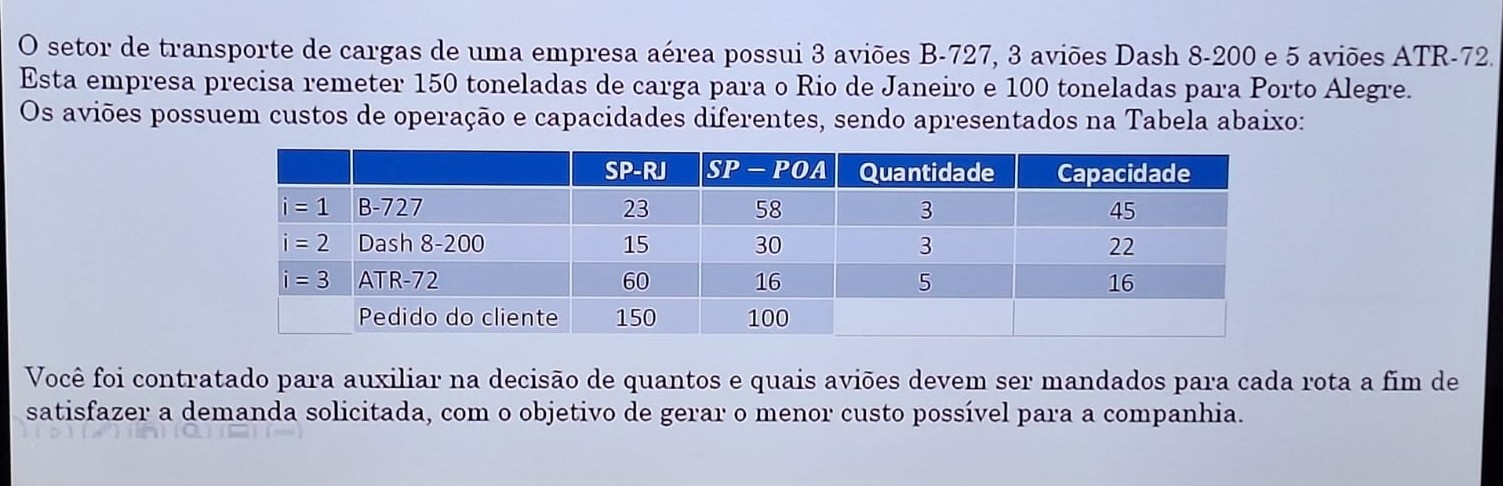 O setor de transporte de cargas de uma empresa aérea possui 3 aviões B-727, 3 aviões Dash 8-200 e 5 aviões ATR-72.
Esta empresa precisa remeter 150 toneladas de carga para o Rio de Janeiro e 100 toneladas para Porto Alegre.
Os aviões possuem custos de operação e capacidades diferentes, sendo apresentados na Tabela abaixo:
SP-RJ SP – POA Quantidade Capacidade
i = 1 B-727 23 58 3 45
i = 2 Dash 8-200 15 30 3 22
i = 3 ATR-72 60 16 5 16
Pedido do cliente 150 100
Você foi contratado para auxiliar na decisão de quantos e quais aviões devem ser mandados para cada rota a fim de
satisfazer a demanda solicitada, com o objetivo de gerar o menor custo possível para a companhia.